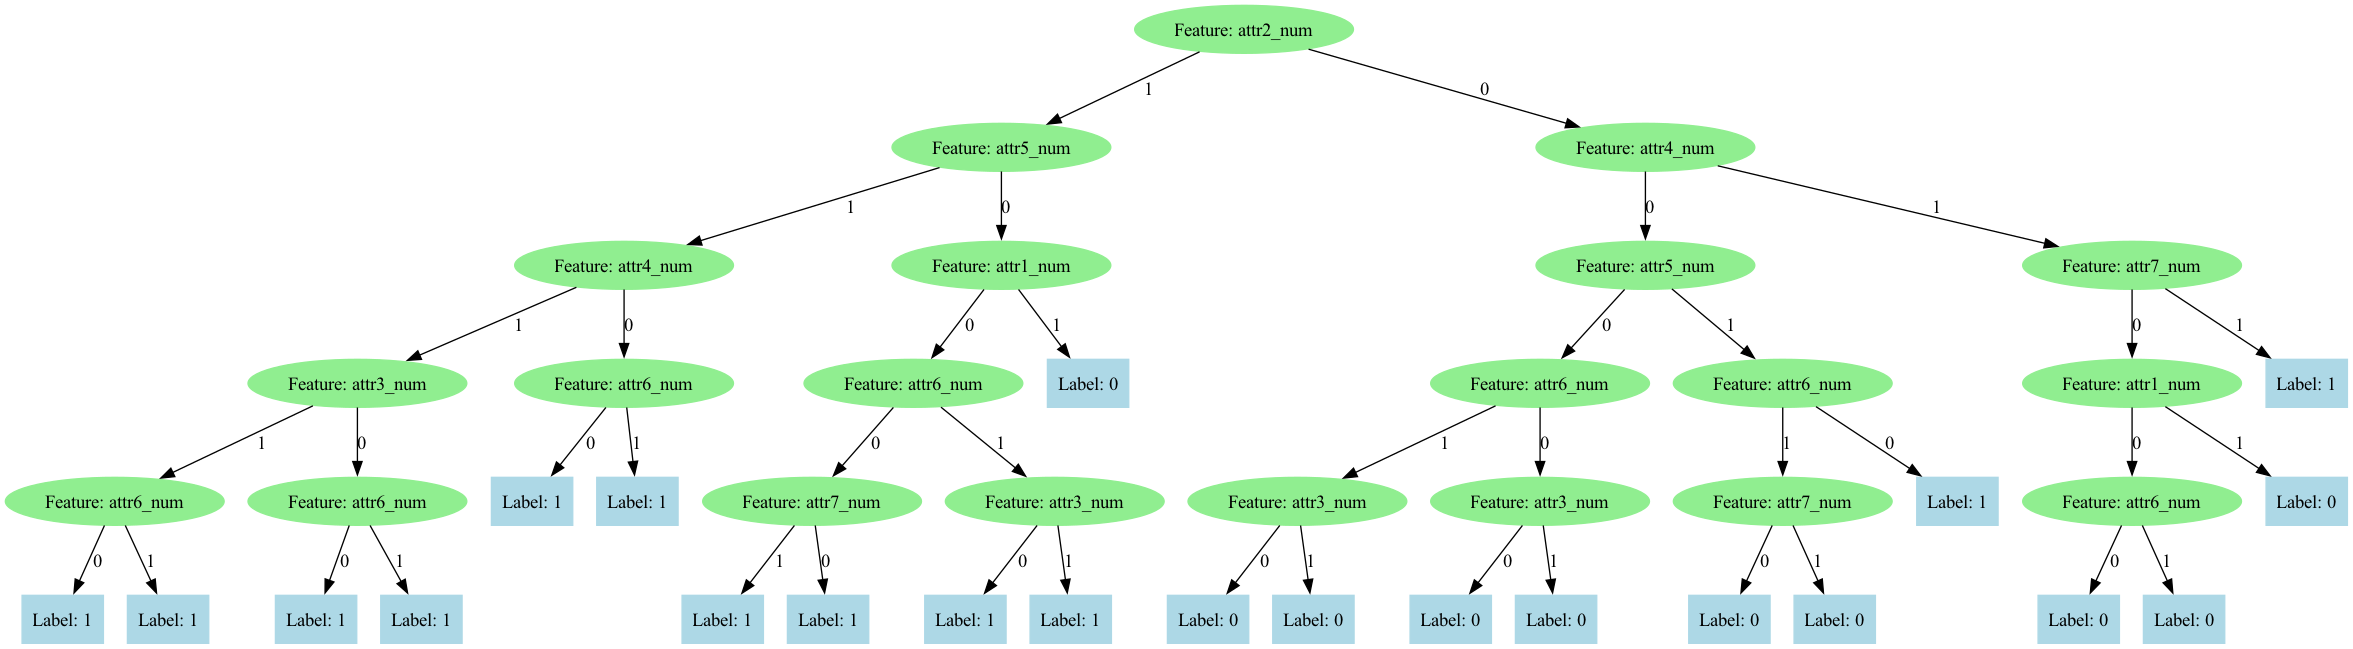 Feature: attr2_num
1
0
Feature: attr5_num
Feature: attr4_num
1
0
0
1
Feature: attr4_num
Feature: attr1_num
Feature: attr5_num
Feature: attr7_num
1
0
0
1
0
1
0
1
Feature: attr3_num
Feature: attr6_num
Feature: attr6_num
Label: 0
Feature: attr6_num
Feature: attr6_num
Feature: attr1_num
Label: 1
1
0
0
1
0
1
1
0
1
0
0
1
Feature: attr6_num
Feature: attr6_num
Label: 1
Label: 1
Feature: attr7_num
Feature: attr3_num
Feature: attr3_num
Feature: attr3_num
Feature: attr7_num
Label: 1
Feature: attr6_num
Label: 0
0
1
0
1
1
0
0
1
0
1
0
1
0
1
0
1
Label: 1
Label: 1
Label: 1
Label: 1
Label: 1
Label: 1
Label: 1
Label: 1
Label: 0
Label: 0
Label: 0
Label: 0
Label: 0
Label: 0
Label: 0
Label: 0